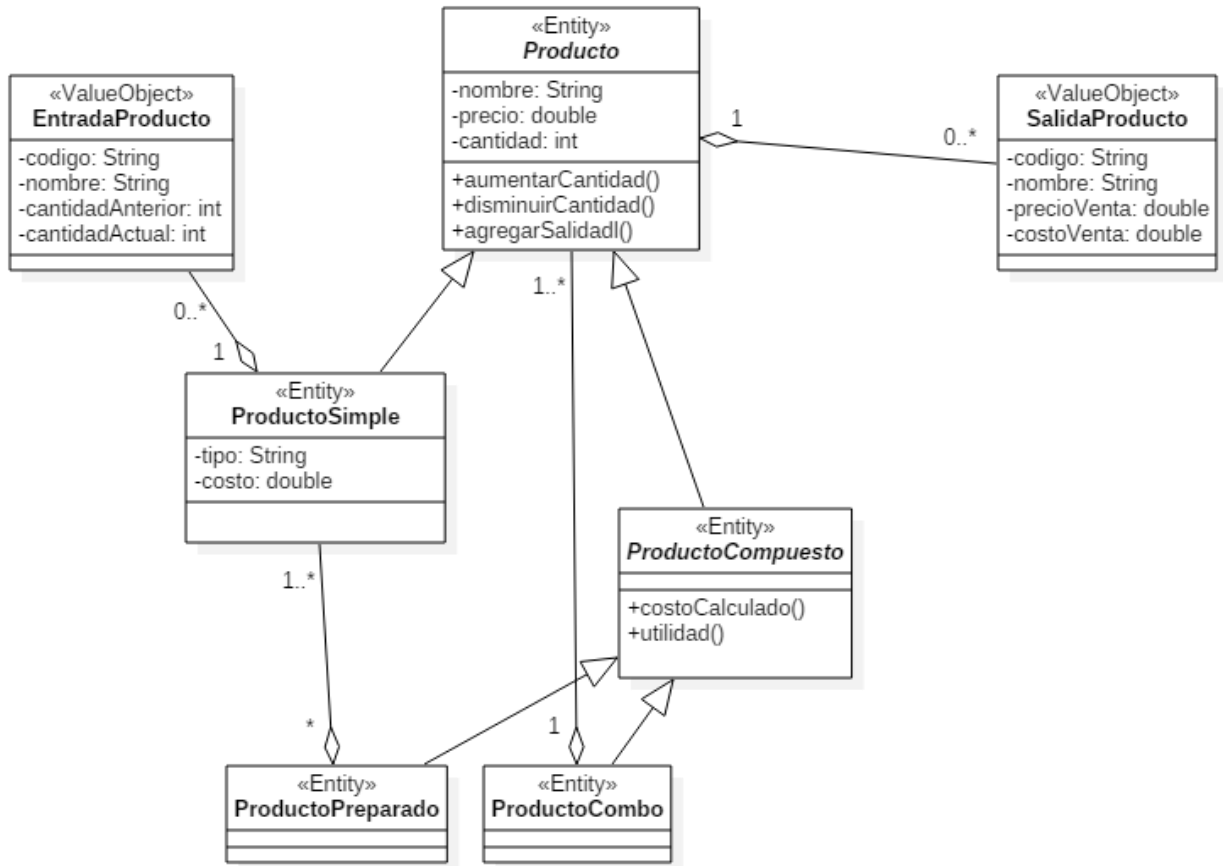 «Entity»
Producto
-nombre: String
-precio: double
-cantidad: int
+aumentarCantidad()
+disminuirCantidad()
+agregarSalidadl()
«ValueObject»
EntradaProducto
-codigo: String
-nombre: String
-cantidadAnterior: int
-cantidadActual: int
«ValueObject»
SalidaProducto
-codigo: String
-nombre: String
-precioVenta: double
-costoVenta: double
1
0..*
0..*
1
1..*
«Entity»
ProductoSimple
-tipo: String
-costo: double
«Entity»
ProductoCompuesto
+costoCalculado()
+utilidad()
1..*
*
1
«Entity»
ProductoPreparado
«Entity»
ProductoCombo